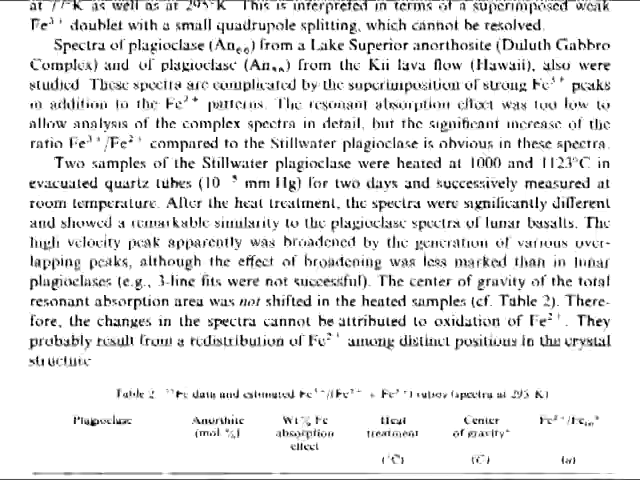 at 77°K as well as at 295°K. This is interpreted in terms of a superimposed weak
Fe³⁺ doublet with a small quadrupole splitting, which cannot be resolved.
Spectra of plagioclase (An₆₆) from a Lake Superior anorthosite (Duluth Gabbro
Complex) and of plagioclase from the Kii lava flow (Hawaii), also were
studied. These spectra are complicated by the superimposition of strong Fe³⁺ peaks
in addition to the Fe²⁺ patterns. The resonant absorption effect was too low to
allow analysis of the complex spectra in detail, but the significant increase of the
ratio Fe³⁺/Fe²⁺ compared to the Stillwater plagioclase is obvious in these spectra.
Two samples of the Stillwater plagioclase were heated at 1000 and 1123°C in
evacuated quartz tubes (10⁻⁵ mm Hg) for two days and successively measured at
room temperature. After the heat treatment, the spectra were significantly different
and showed a remarkable similarity to the plagioclase spectra of lunar basalts. The
high velocity peak apparently was broadened by the generation of various over-
lapping peaks, although the effect of broadening was less marked than in lunar
plagioclases (e.g., 3-line fits were not successful). The center of gravity of the total
resonant absorption area was not shifted in the heated samples (cf. Table 2). There-
fore, the changes in the spectra cannot be attributed to oxidation of Fe²⁺. They
probably result from a redistribution of Fe²⁺ among distinct positions in the crystal
structure
Table 2. ⁵⁷Fe data and estimated Fe³⁺/(Fe²⁺ + Fe³⁺) ratios (spectra at 295°K)
Plagioclase Anorthite Wt % Fe Heat Center
(mol %) absorption treatment of gravity*
effect
(°C) (C) (a)